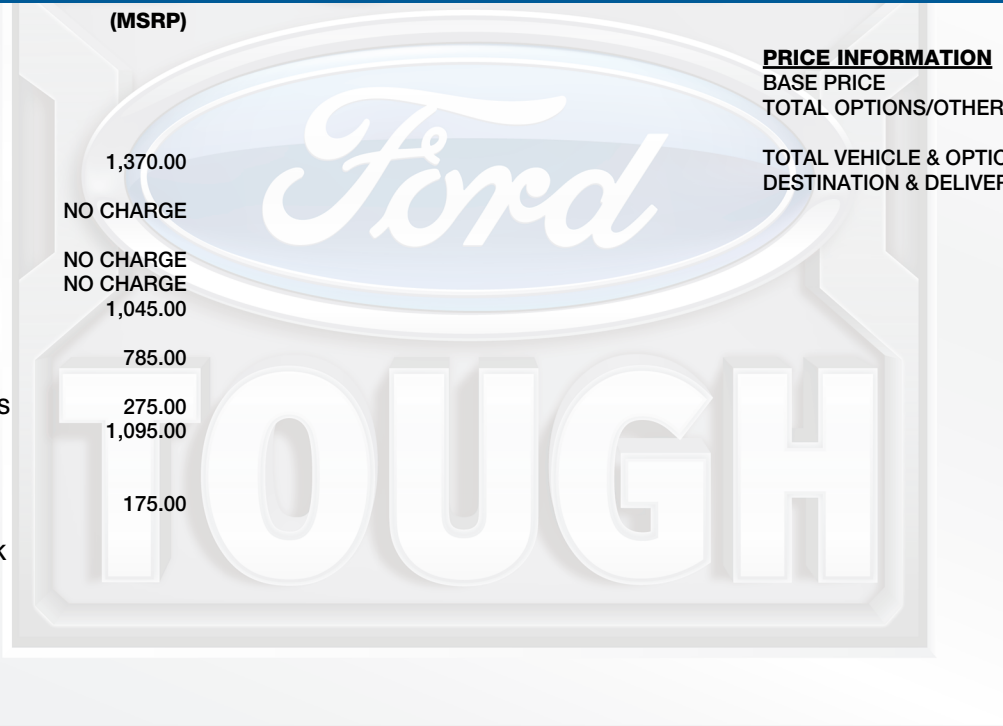 (MSRP)
1,370.00
NO CHARGE
NO CHARGE
NO CHARGE
1,045.00
785.00
S 275.00
1,095.00
175.00
K
PRICE INFORMATION
BASE PRICE
TOTAL OPTIONS/OTHER
TOTAL VEHICLE & OPTIO
DESTINATION & DELIVER
Ford
TOUGH